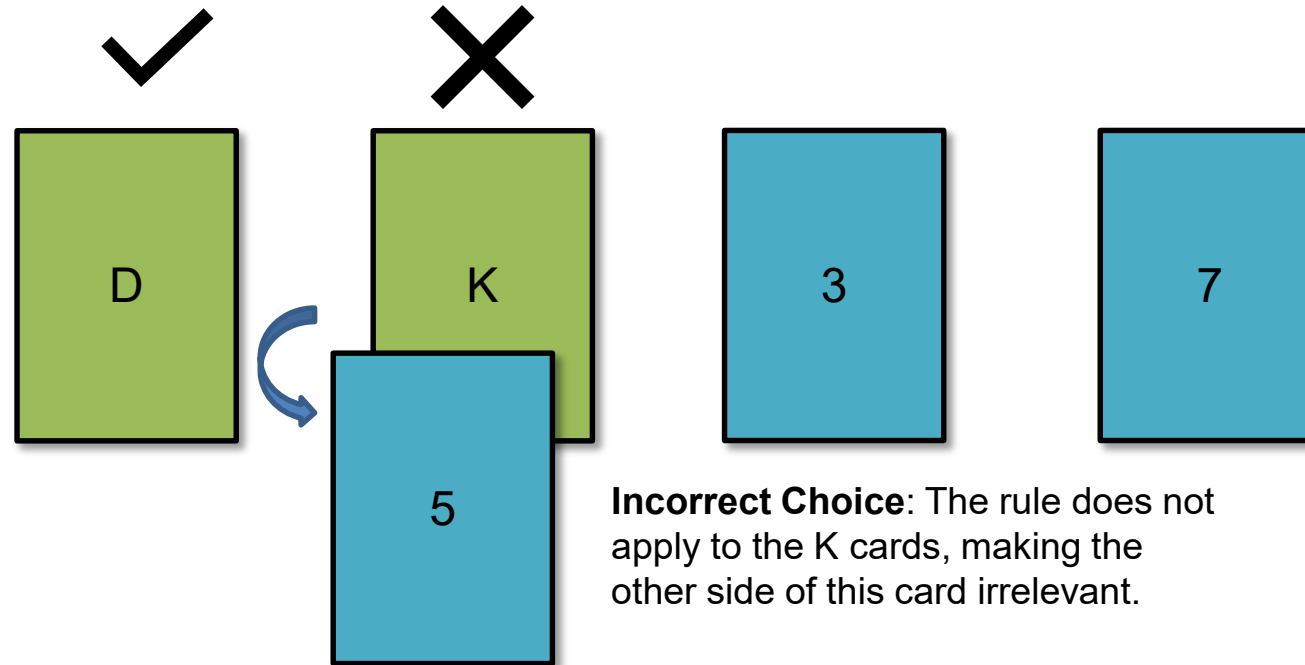 D
K
3
7
5
Incorrect Choice: The rule does not
apply to the K cards, making the
other side of this card irrelevant.